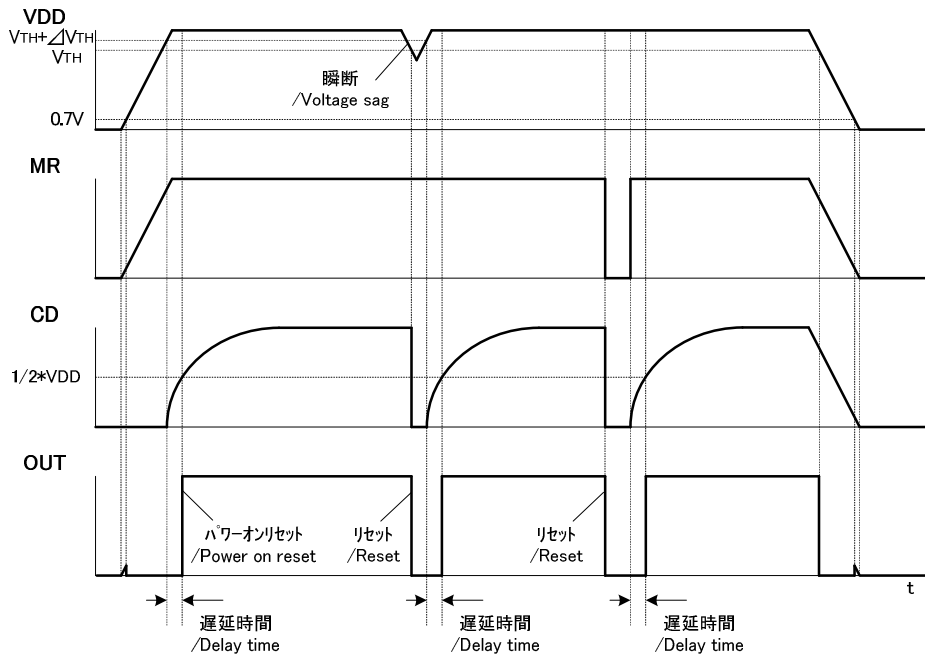 VDD
VTH+⊿VTH
VTH
瞬断
/Voltage sag
0.7V
MR
CD
1/2*VDD
OUT
ﾊﾟﾜｰオンﾘｾｯﾄ
/Power on reset
ﾘｾｯﾄ
/Reset
ﾘｾｯﾄ
/Reset
t
遅延時間
/Delay time
遅延時間
/Delay time
遅延時間
/Delay time